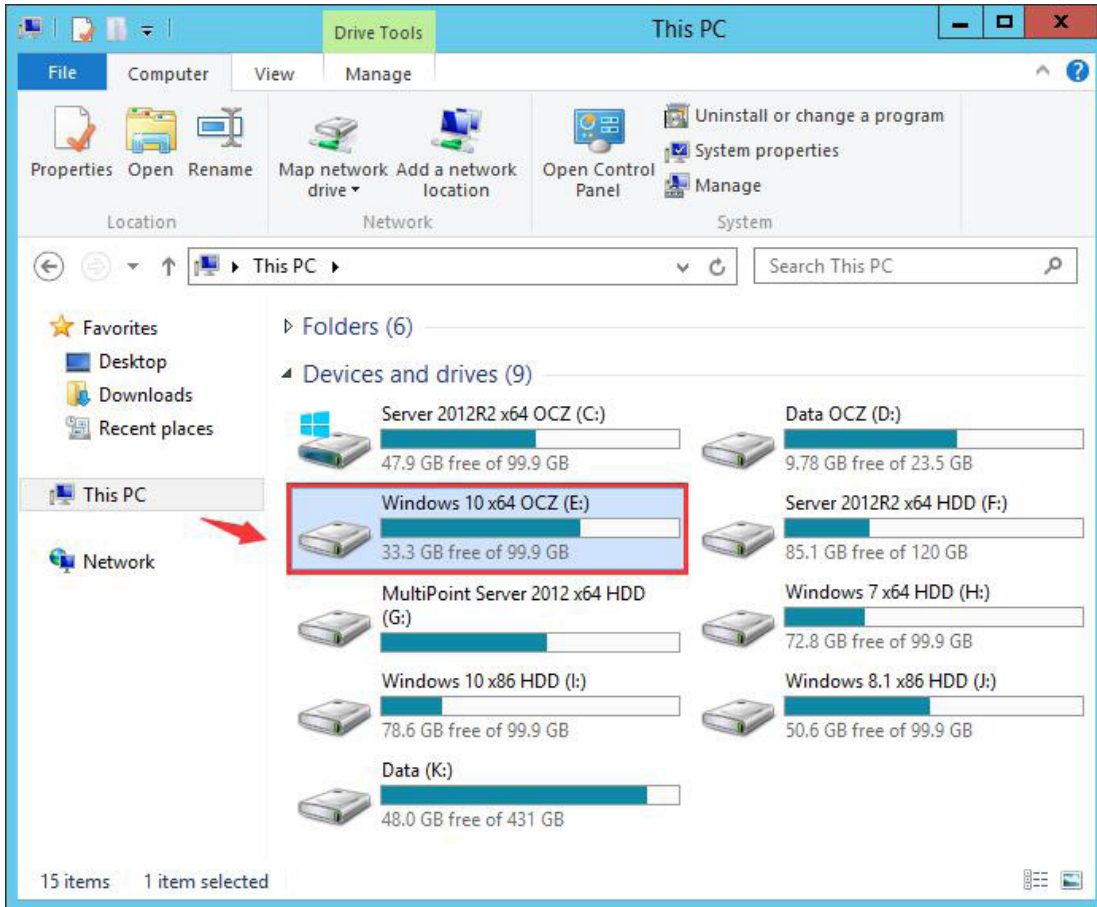 Drive Tools
This PC
File
Computer
View
Manage
Properties
Open
Rename
Map network
drive
Add a network
location
Open Control
Panel
Uninstall or change a program
System properties
Manage
Location
Network
System
This PC
Search This PC
Favorites
Desktop
Downloads
Recent places
This PC
Network
Folders (6)
Devices and drives (9)
Server 2012R2 x64 OCZ (C:)
47.9 GB free of 99.9 GB
Data OCZ (D:)
9.78 GB free of 23.5 GB
Windows 10 x64 OCZ (E:)
33.3 GB free of 99.9 GB
Server 2012R2 x64 HDD (F:)
85.1 GB free of 120 GB
MultiPoint Server 2012 x64 HDD
(G:)
Windows 7 x64 HDD (H:)
72.8 GB free of 99.9 GB
Windows 10 x86 HDD (I:)
78.6 GB free of 99.9 GB
Windows 8.1 x86 HDD (J:)
50.6 GB free of 99.9 GB
Data (K:)
48.0 GB free of 431 GB
15 items
1 item selected